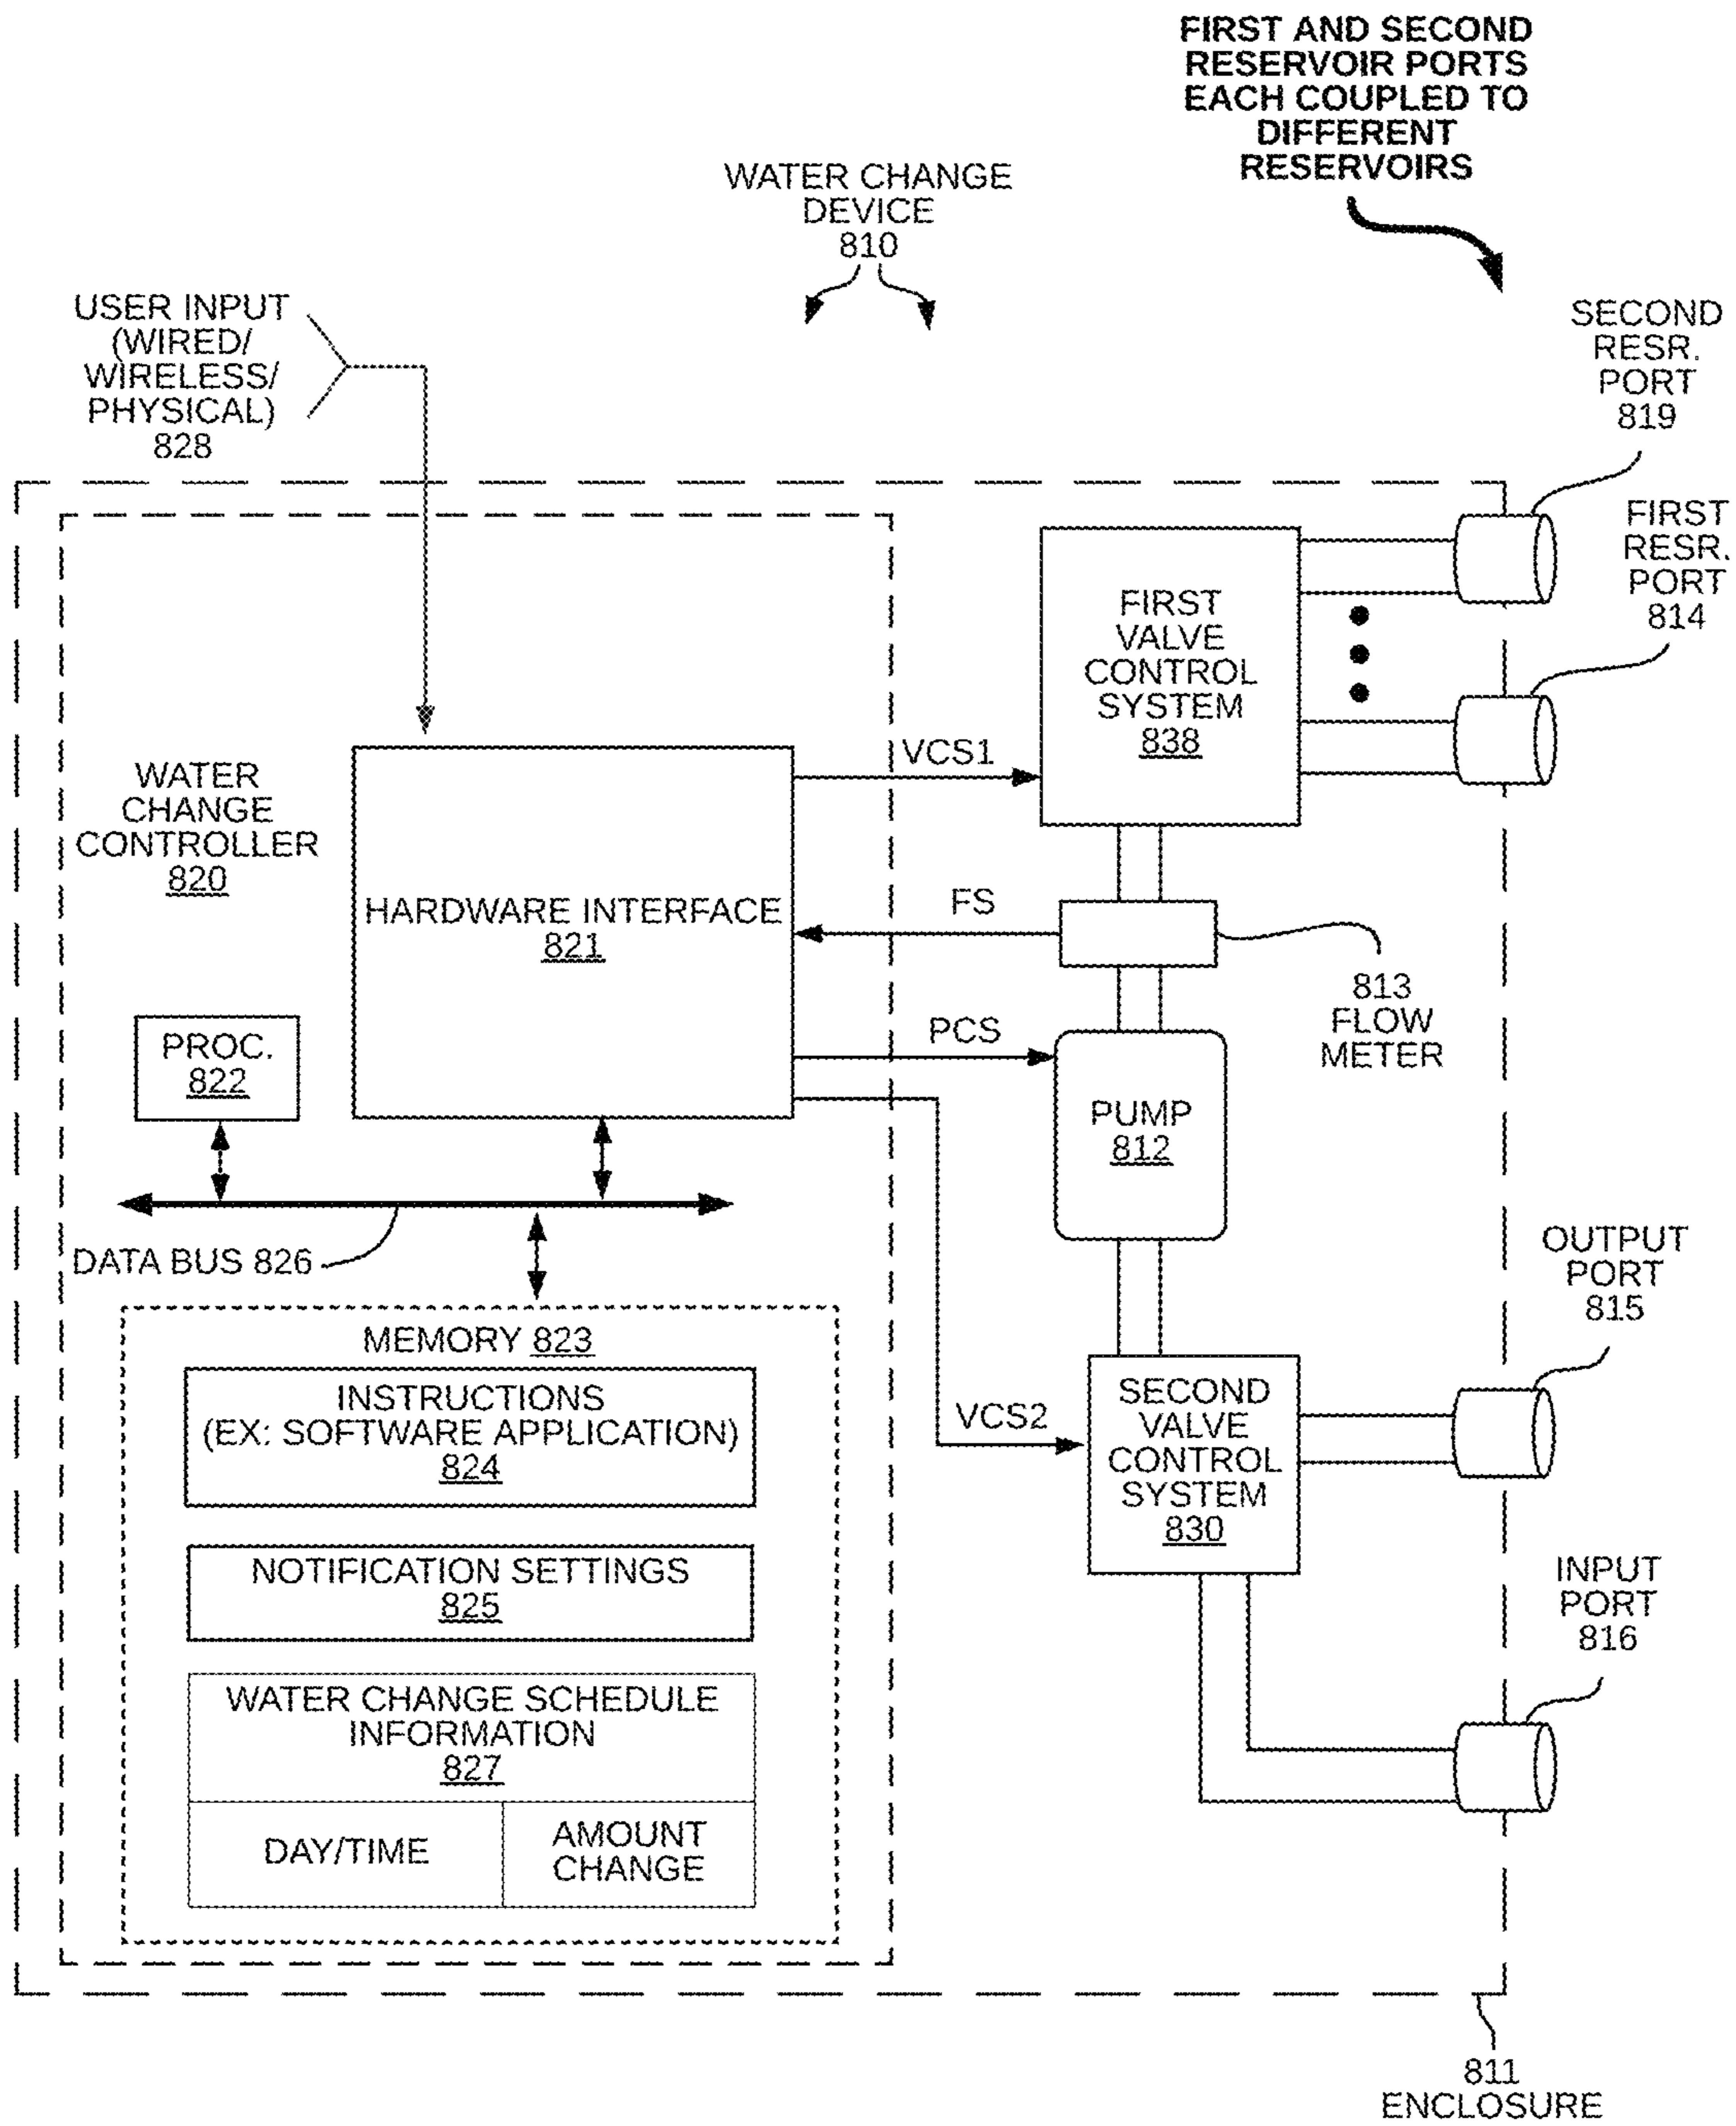 FIRST AND SECOND
RESERVOIR PORTS
EACH COUPLED TO
DIFFERENT
RESERVOIRS
WATER CHANGE
DEVICE
810
USER INPUT
(WIRED/
WIRELESS/
PHYSICAL)
828
SECOND
RESR.
PORT
819
FIRST
RESR.
PORT
814
FIRST
VALVE
CONTROL
SYSTEM
838
WATER
CHANGE
CONTROLLER
820
VCS1
HARDWARE INTERFACE
821
FS
813
FLOW
METER
PROC.
822
PCS
PUMP
812
DATA BUS 826
OUTPUT
PORT
815
MEMORY 823
INSTRUCTIONS
(EX: SOFTWARE APPLICATION)
824
VCS2
SECOND
VALVE
CONTROL
SYSTEM
830
NOTIFICATION SETTINGS
825
INPUT
PORT
816
WATER CHANGE SCHEDULE
INFORMATION
827
DAY/TIME
AMOUNT
CHANGE
811
ENCLOSURE